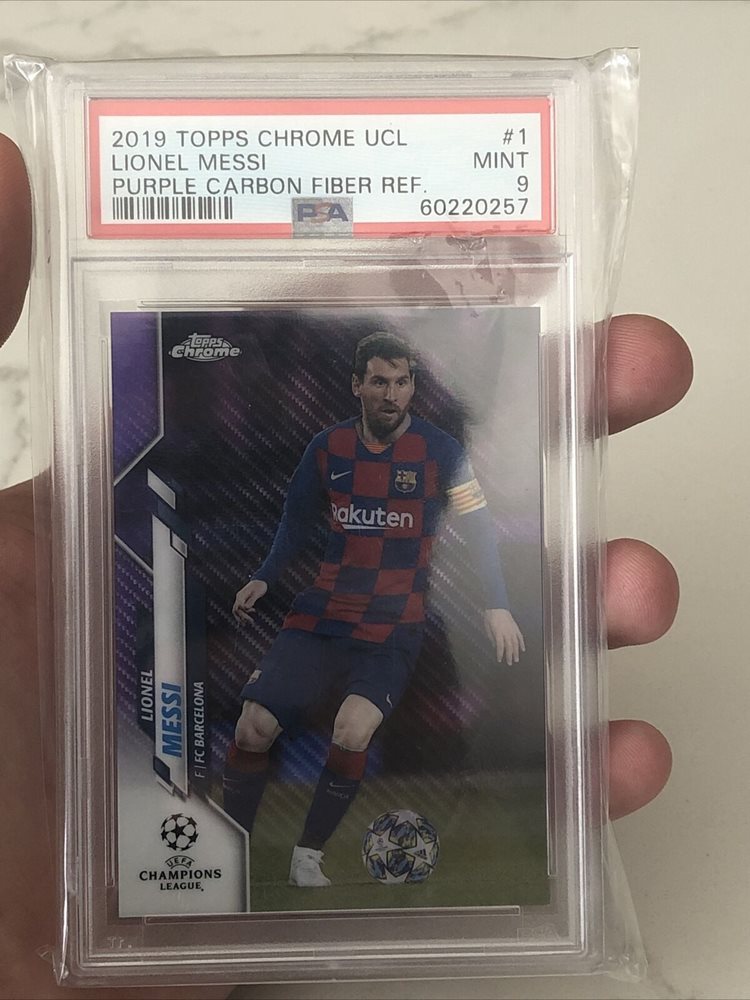 2019 TOPPS CHROME UCL #1
LIONEL MESSI MINT
PURPLE CARBON FIBER REF. 9
PSA 60220257
topps
Chrome
Rakuten
LIONEL
MESSI
F | FC BARCELONA
UEFA
CHAMPIONS
LEAGUE